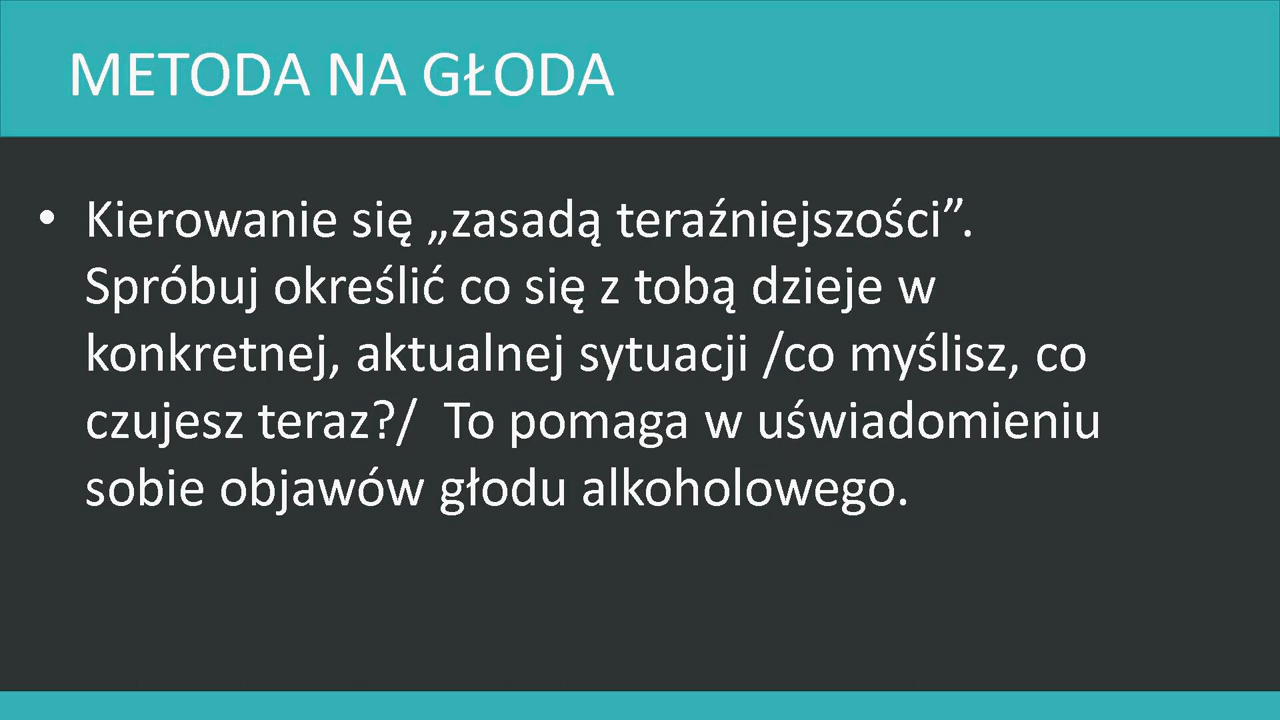 METODA NA GŁODA
• Kierowanie się „zasadą teraźniejszości”.
Spróbuj określić co się z tobą dzieje w
konkretnej, aktualnej sytuacji /co myślisz, co
czujesz teraz?/  To pomaga w uświadomieniu
sobie objawów głodu alkoholowego.